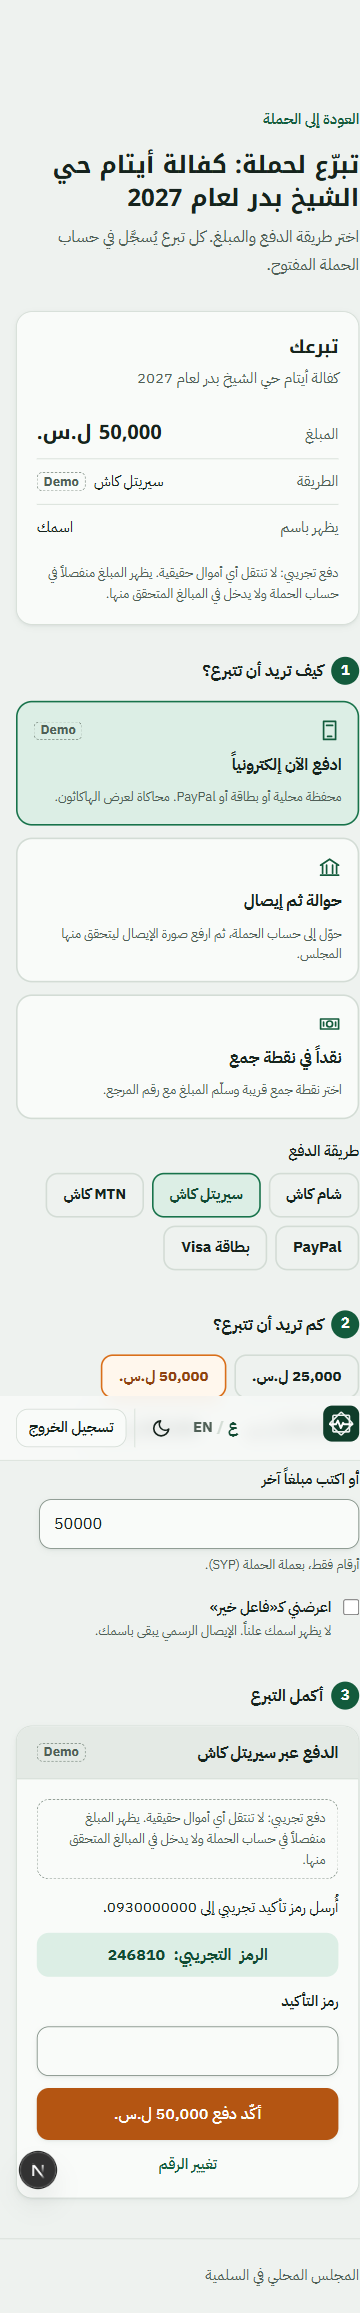 العودة إلى الحملة
تبرّع لحملة: كفالة أيتام حي
الشيخ بدر لعام 2027
اختر طريقة الدفع والمبلغ. كل تبرع يُسجَّل في حساب
الحملة المفتوح.
تبرعك
كفالة أيتام حي الشيخ بدر لعام 2027
المبلغ 50,000 ل.س.
الطريقة سيريتل كاش Demo
يظهر باسم اسمك
دفع تجريبي: لا تنتقل أي أموال حقيقية. يظهر المبلغ منفصلاً في
حساب الحملة ولا يدخل في المبالغ المتحقق منها.
1 كيف تريد أن تتبرع؟
Demo
ادفع الآن إلكترونياً
محفظة محلية أو بطاقة أو PayPal. محاكاة لعرض الهاكاثون.
حوالة ثم إيصال
حوّل إلى حساب الحملة، ثم ارفع صورة الإيصال ليتحقق منها
المجلس.
نقداً في نقطة جمع
اختر نقطة جمع قريبة وسلّم المبلغ مع رقم المرجع.
طريقة الدفع
شام كاش سيريتل كاش MTN كاش
PayPal بطاقة Visa
2 كم تريد أن تتبرع؟
25,000 ل.س. 50,000 ل.س.
ع / EN تسجيل الخروج
أو اكتب مبلغاً آخر
50000
أرقام فقط، بعملة الحملة (SYP).
اعرضني كـ«فاعل خير»
لا يظهر اسمك علناً. الإيصال الرسمي يبقى باسمك.
3 أكمل التبرع
الدفع عبر سيريتل كاش Demo
دفع تجريبي: لا تنتقل أي أموال حقيقية. يظهر المبلغ
منفصلاً في حساب الحملة ولا يدخل في المبالغ المتحقق
منها.
أُرسل رمز تأكيد تجريبي إلى 0930000000.
الرمز التجريبي: 246810
رمز التأكيد
أكّد دفع 50,000 ل.س.
تغيير الرقم
N
المجلس المحلي في السلمية